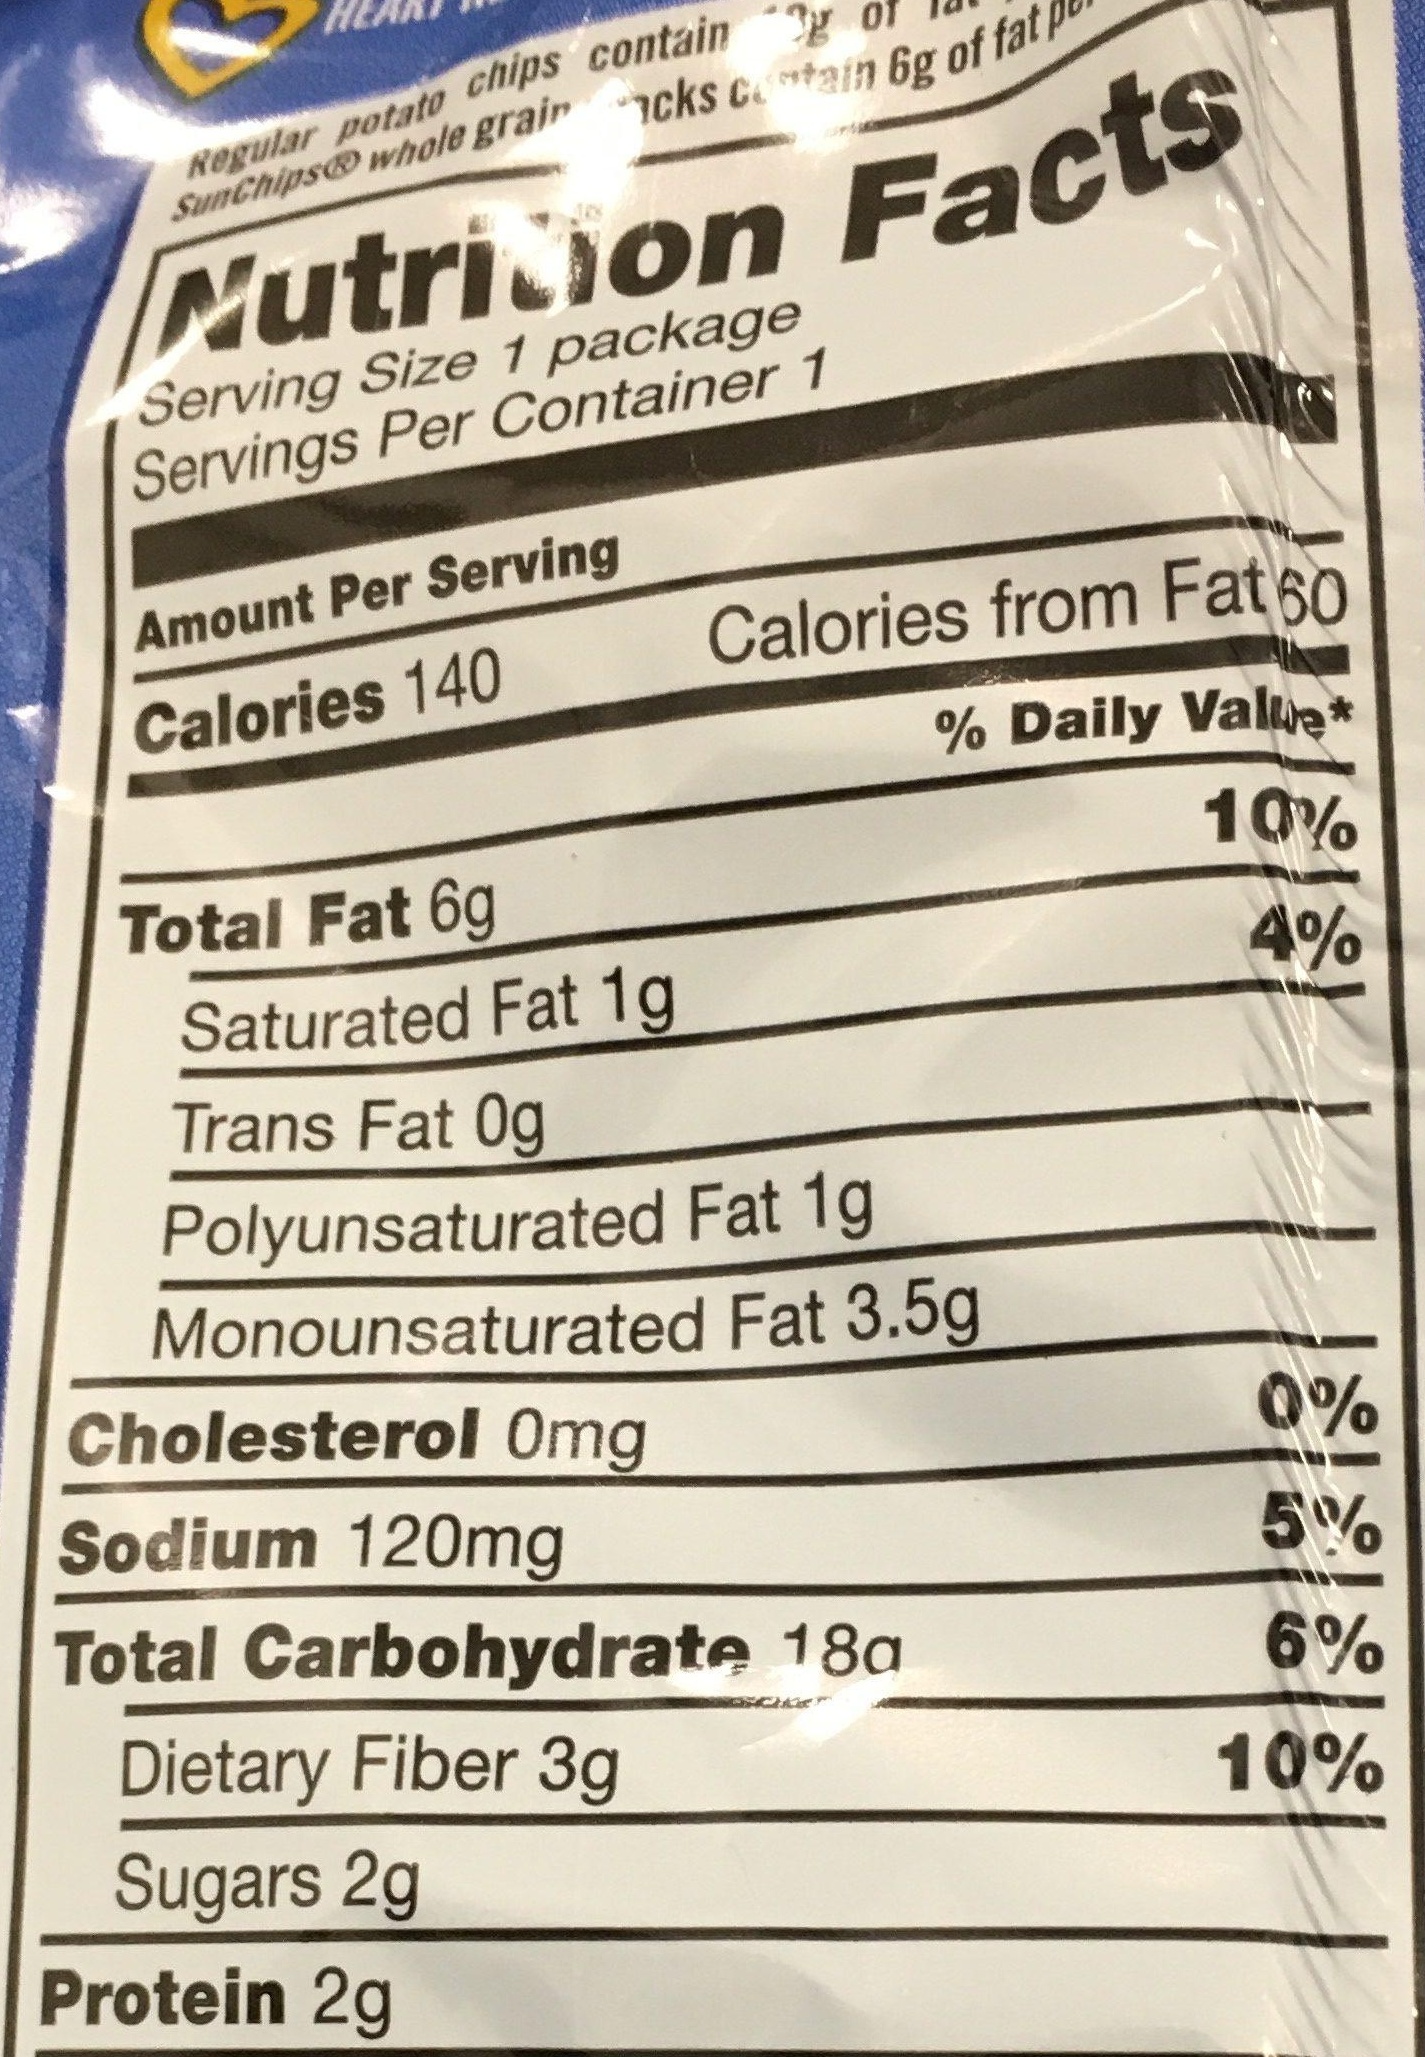 HEART
Regular potato chips contain g of
SunChips® whole grain contain 6g of fat
Nutrition Facts
Serving Size 1 package
Servings Per Container 1
Amount Per Serving
Calories 140 Calories from Fat 60
% Daily Value*
Total Fat 6g 10%
Saturated Fat 1g 4%
Trans Fat 0g
Polyunsaturated Fat 1g
Monounsaturated Fat 3.5g
Cholesterol 0mg 0%
Sodium 120mg 5%
Total Carbohydrate 18g 6%
Dietary Fiber 3g 10%
Sugars 2g
Protein 2g